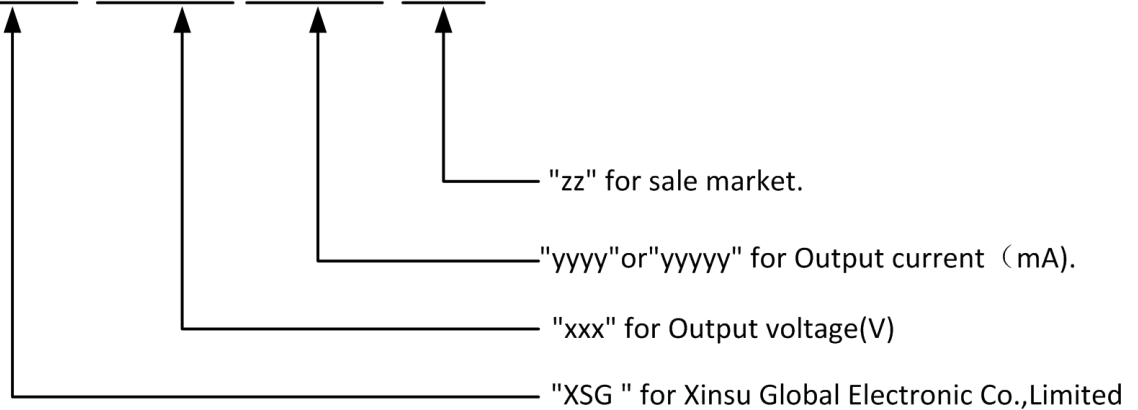 "zz" for sale market.
"yyyy"or"yyyyy" for Output current（mA).
"xxx" for Output voltage(V)
"XSG " for Xinsu Global Electronic Co.,Limited